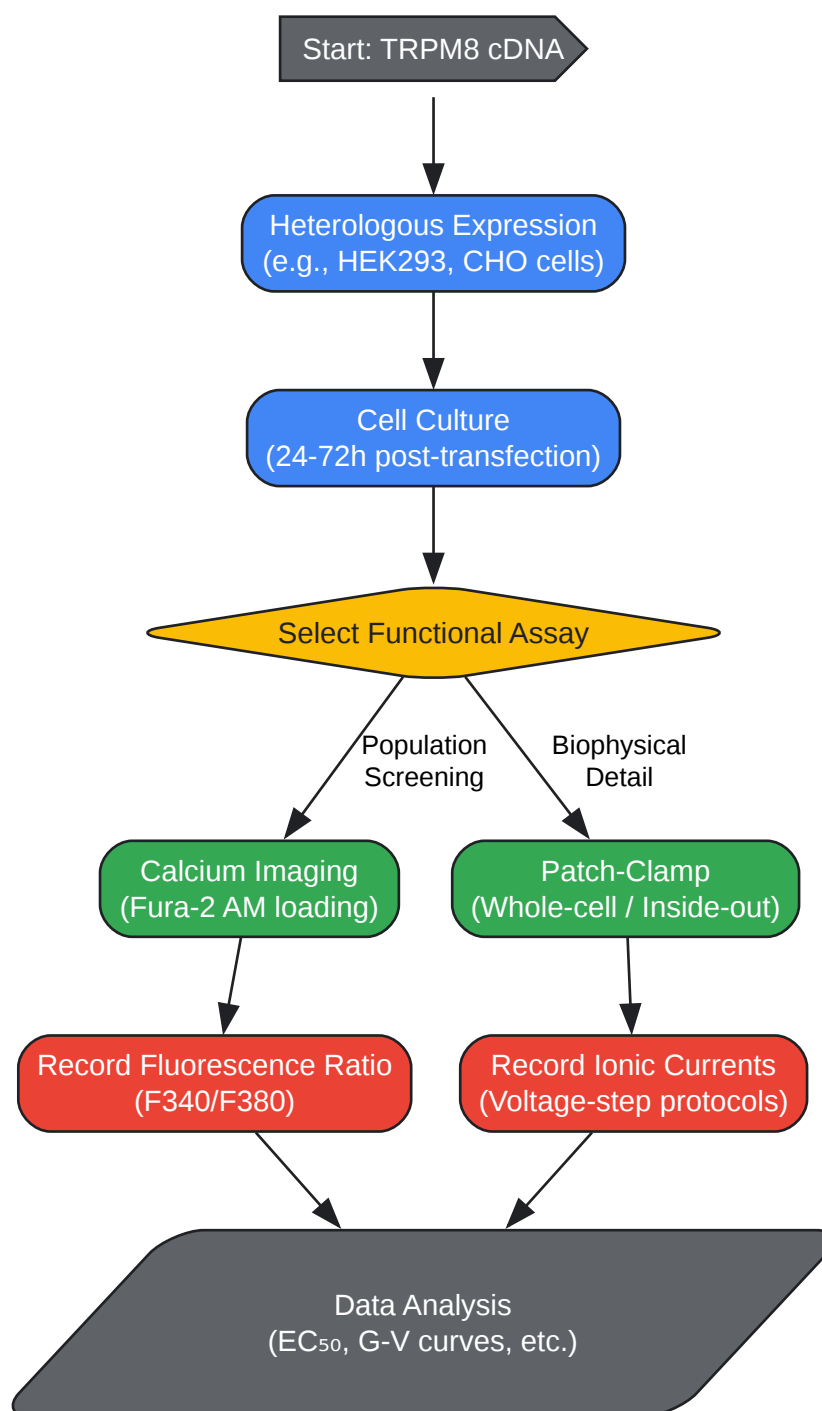 Start: TRPM8 cDNA
Heterologous Expression
(e.g., HEK293, CHO cells)
Cell Culture
(24-72h post-transfection)
Select Functional Assay
Population
Screening
Biophysical
Detail
Calcium Imaging
(Fura-2 AM loading)
Patch-Clamp
(Whole-cell / Inside-out)
Record Fluorescence Ratio
(F340/F380)
Record Ionic Currents
(Voltage-step protocols)
Data Analysis
(EC₅₀, G-V curves, etc.)